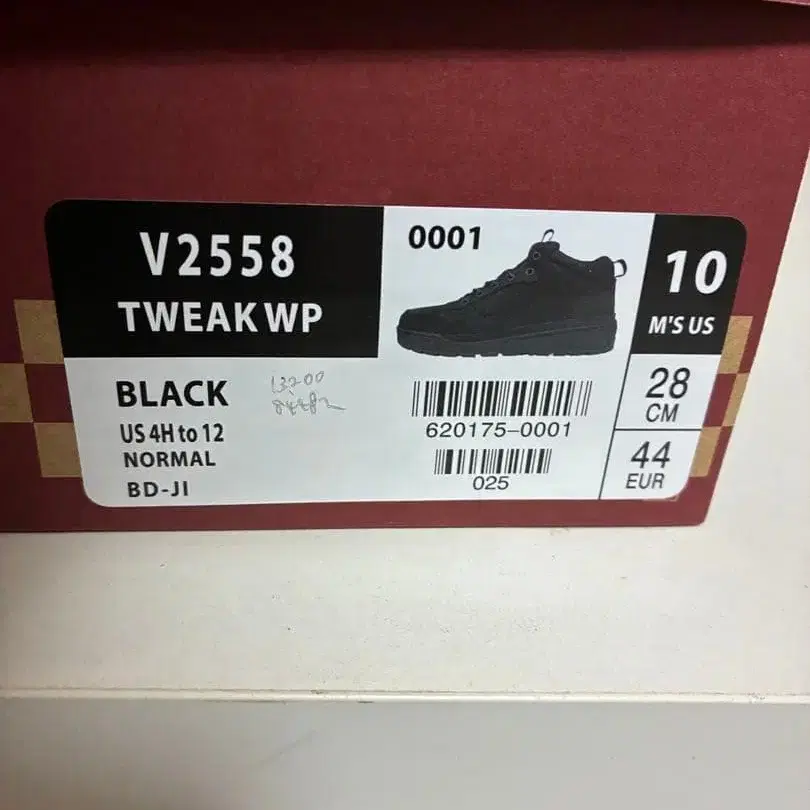 V2558
TWEAK WP
0001
10
M'S US
BLACK
13200
US 4H to 12
NORMAL
BD-JI
620175-0001
025
28
CM
44
EUR